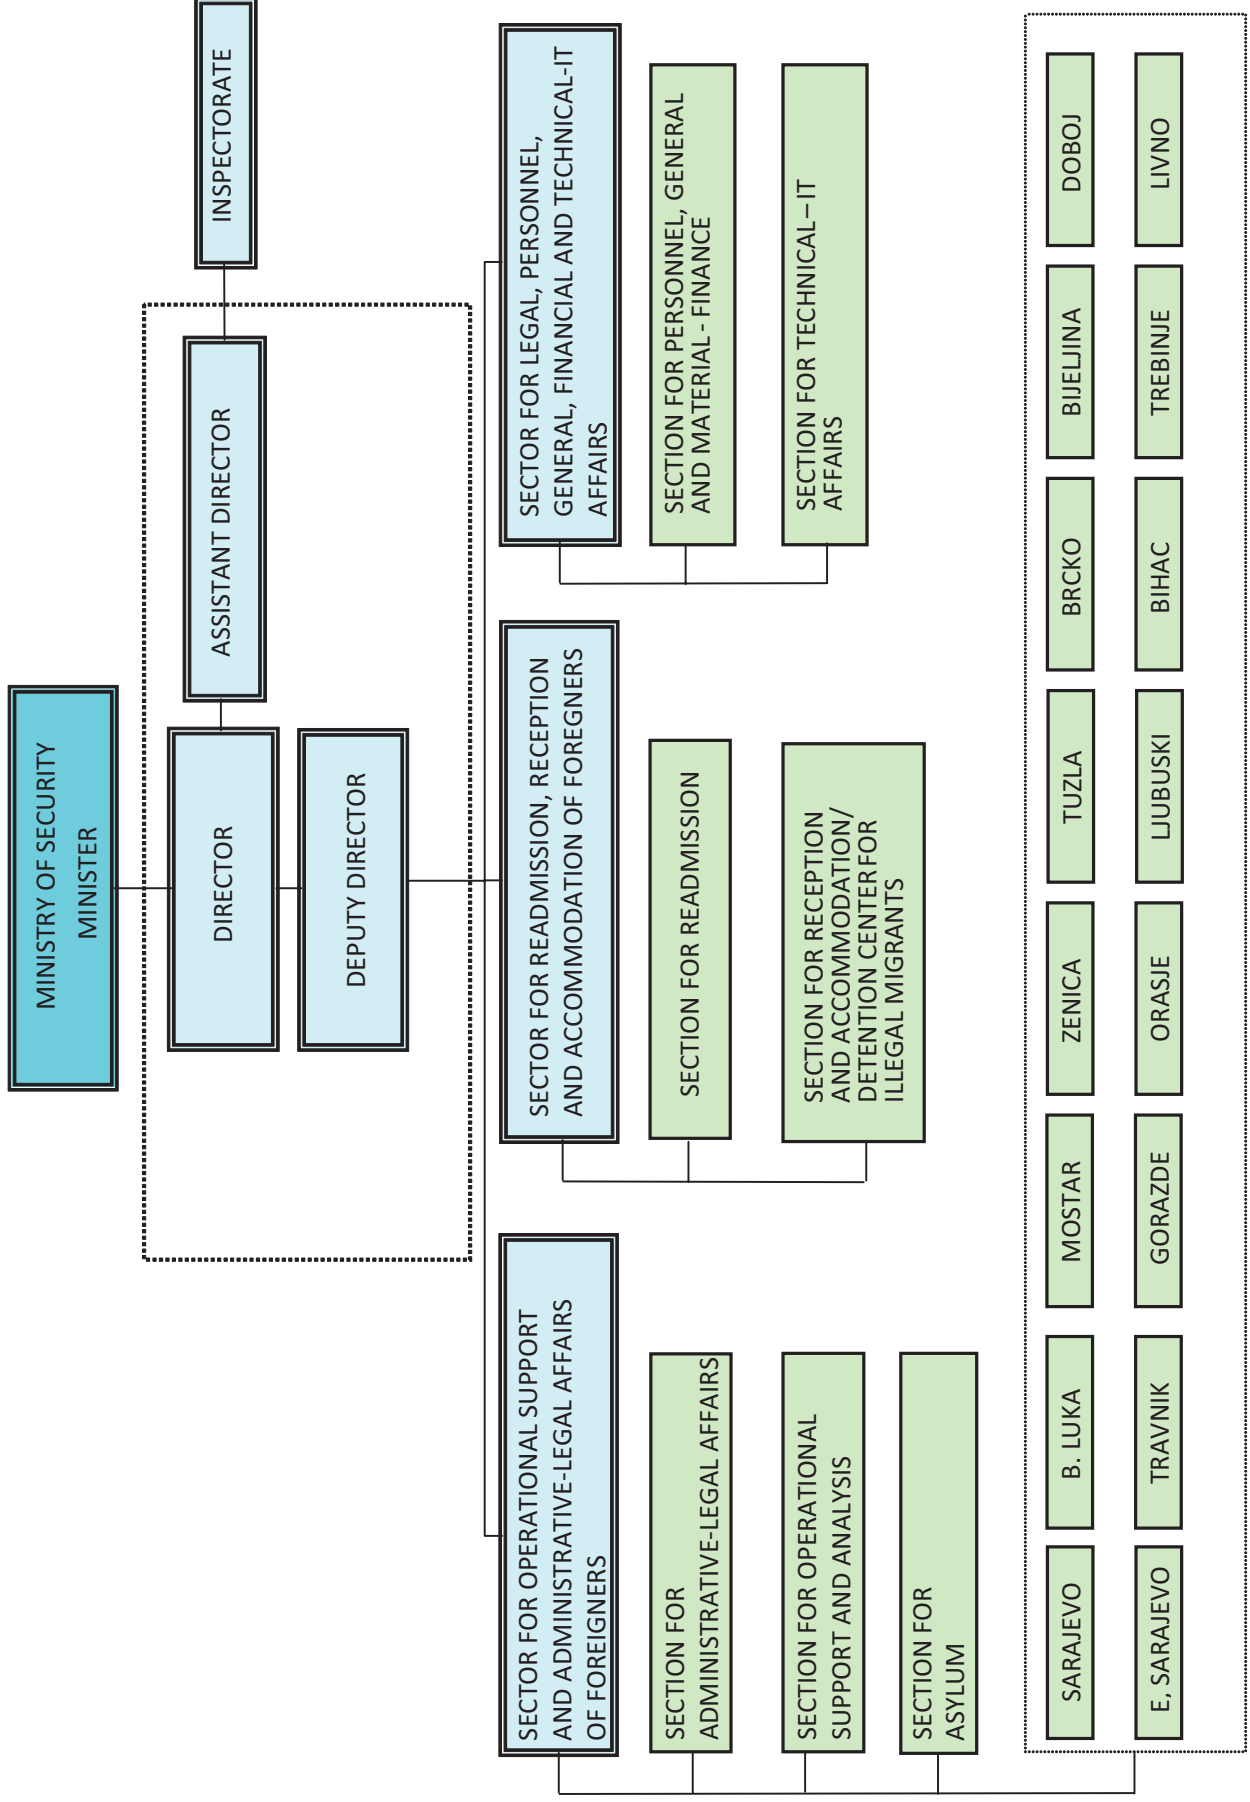 MINISTRY OF SECURITY
MINISTER
DIRECTOR
ASSISTANT DIRECTOR
INSPECTORATE
DEPUTY DIRECTOR
SECTOR FOR OPERATIONAL SUPPORT
AND ADMINISTRATIVE-LEGAL AFFAIRS
OF FOREIGNERS
SECTION FOR
ADMINISTRATIVE-LEGAL AFFAIRS
SECTION FOR OPERATIONAL
SUPPORT AND ANALYSIS
SECTION FOR
ASYLUM
SECTOR FOR READMISSION, RECEPTION
AND ACCOMMODATION OF FOREGNERS
SECTION FOR READMISSION
SECTION FOR RECEPTION
AND ACCOMMODATION/
DETENTION CENTERFOR
ILLEGAL MIGRANTS
SECTOR FOR LEGAL, PERSONNEL,
GENERAL, FINANCIAL AND TECHNICAL-IT
AFFAIRS
SECTION FOR PERSONNEL, GENERAL
AND MATERIAL - FINANCE
SECTION FOR TECHNICAL – IT
AFFAIRS
SARAJEVO
B. LUKA
MOSTAR
ZENICA
TUZLA
BRCKO
BIJELJINA
DOBOJ
E, SARAJEVO
TRAVNIK
GORAZDE
ORASJE
LJUBUSKI
BIHAC
TREBINJE
LIVNO